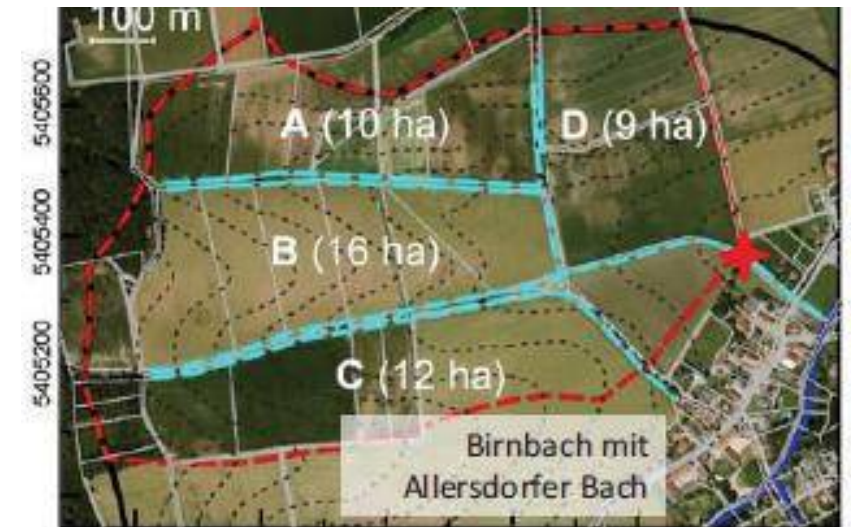 100 m
5405600
A (10 ha)
D (9 ha)
5405400
B (16 ha)
5405200
C (12 ha)
Birnbach mit
Allersdorfer Bach